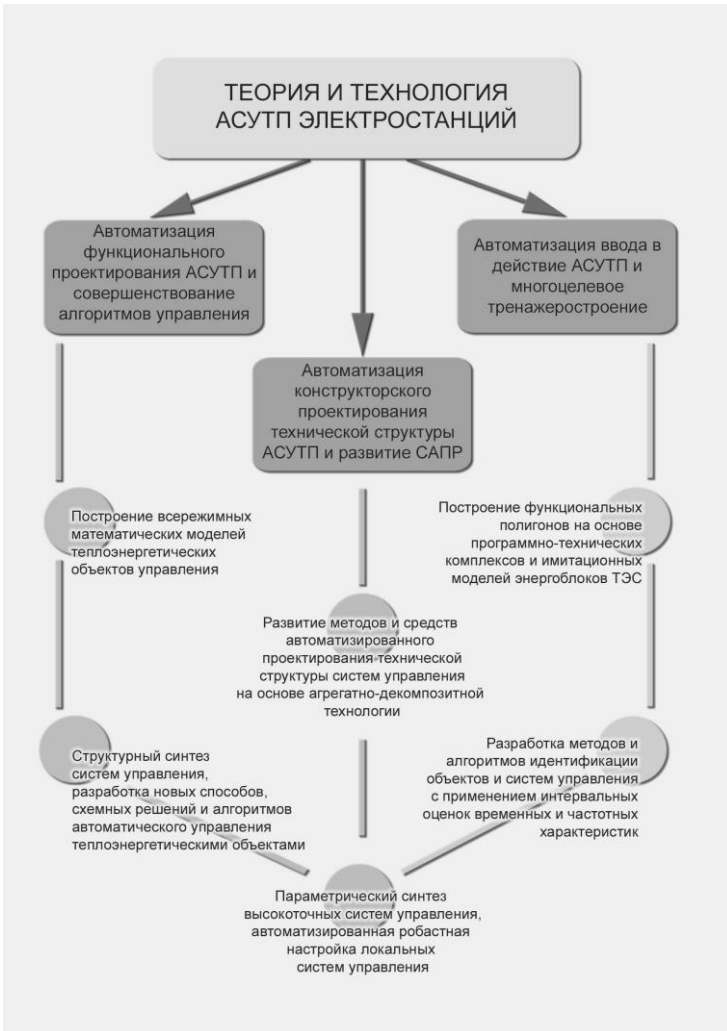 ТЕОРИЯ И ТЕХНОЛОГИЯ
АСУТП ЭЛЕКТРОСТАНЦИЙ
Автоматизация
функционального
проектирования АСУТП и
совершенствование
алгоритмов управления
Автоматизация ввода в
действие АСУТП и
многоцелевое
тренажеростроение
Автоматизация
конструкторского
проектирования
технической структуры
АСУТП и развитие САПР
Построение всережимных
математических моделей
теплоэнергетических
объектов управления
Построение функциональных
полигонов на основе
программно-технических
комплексов и имитационных
моделей энергоблоков ТЭС
Развитие методов и средств
автоматизированного
проектирования технической
структуры систем управления
на основе агрегатно-декомпозитной
технологии
Структурный синтез
систем управления,
разработка новых способов,
схемных решений и алгоритмов
автоматического управления
теплоэнергетическими объектами
Разработка методов и
алгоритмов идентификации
объектов и систем управления
с применением интервальных
оценок временных и частотных
характеристик
Параметрический синтез
высокоточных систем управления,
автоматизированная робастная
настройка локальных
систем управления